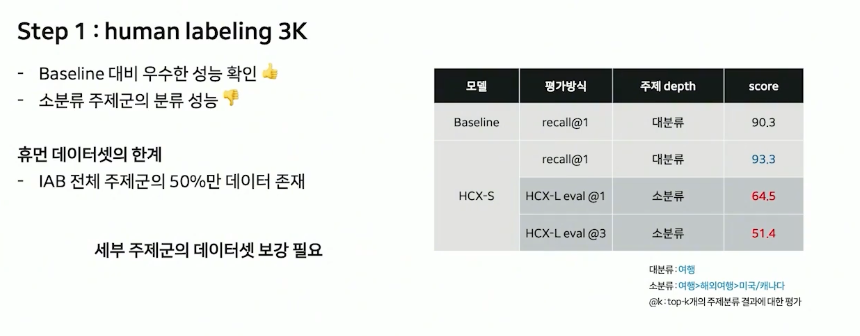 Step 1 : human labeling 3K
- Baseline 대비 우수한 성능 확인 👍
- 소분류 주제군의 분류 성능 👎
휴먼 데이터셋의 한계
- IAB 전체 주제군의 50%만 데이터 존재
세부 주제군의 데이터셋 보강 필요
모델 평가방식 주제 depth score
Baseline recall@1 대분류 90.3
recall@1 대분류 93.3
HCX-S HCX-L eval @1 소분류 64.5
HCX-L eval @3 소분류 51.4
대분류 : 여행
소분류 : 여행>해외여행>미국/캐나다
@k : top-k개의 주제분류 결과에 대한 평가